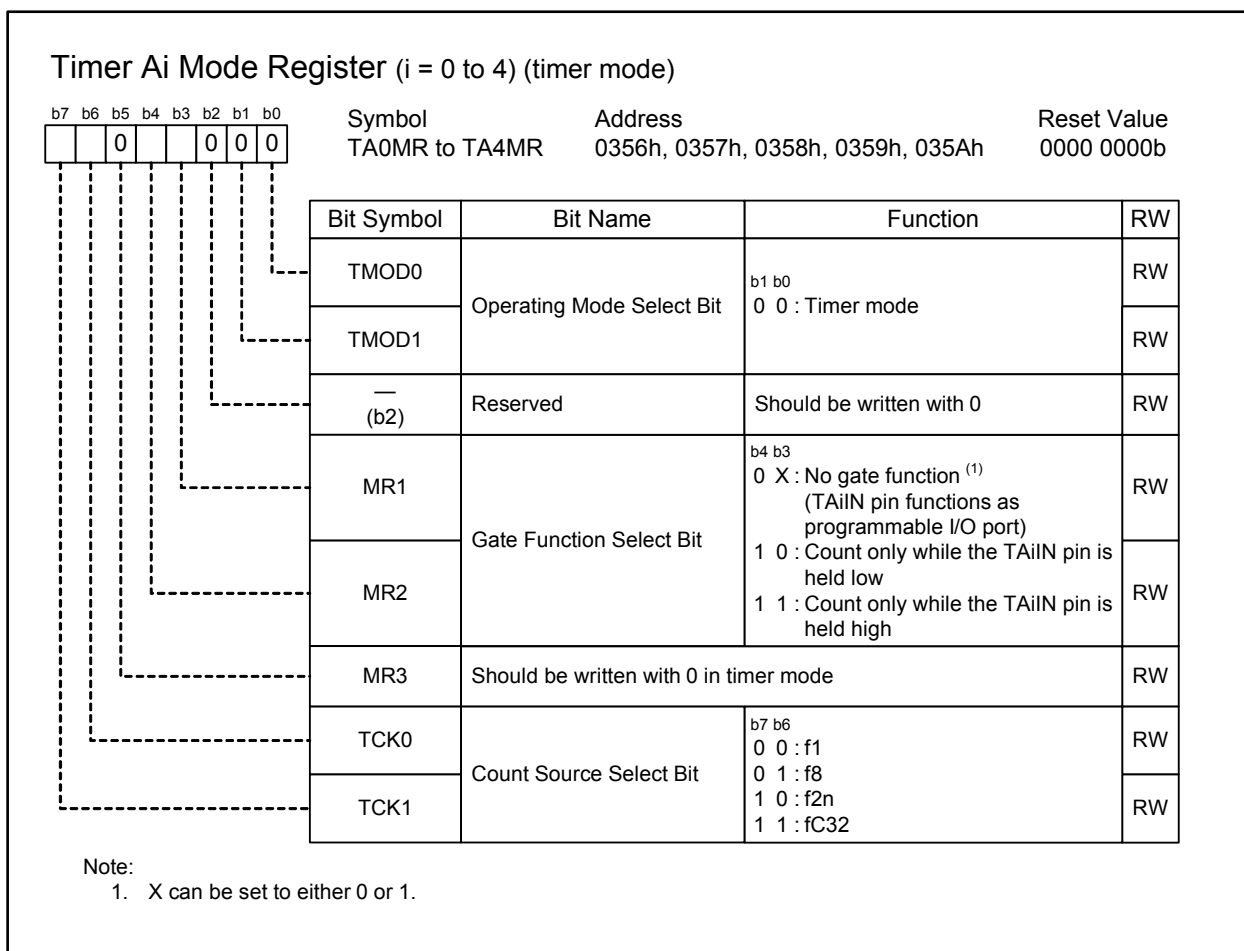 Timer Ai Mode Register (i = 0 to 4) (timer mode)
b7 b6 b5 b4 b3 b2 b1 b0
0 0 0 0
Symbol Address Reset Value
TA0MR to TA4MR 0356h, 0357h, 0358h, 0359h, 035Ah 0000 0000b
Bit Symbol Bit Name Function RW
TMOD0 RW
Operating Mode Select Bit
b1 b0
0 0 : Timer mode
TMOD1 RW
—
(b2)
Reserved Should be written with 0 RW
MR1 RW
Gate Function Select Bit
b4 b3
0 X : No gate function (1)
(TAiIN pin functions as
programmable I/O port)
1 0 : Count only while the TAiIN pin is
held low
1 1 : Count only while the TAiIN pin is
held high
MR2 RW
MR3 Should be written with 0 in timer mode RW
TCK0 RW
Count Source Select Bit
b7 b6
0 0 : f1
0 1 : f8
1 0 : f2n
1 1 : fC32
TCK1 RW
Note:
1. X can be set to either 0 or 1.